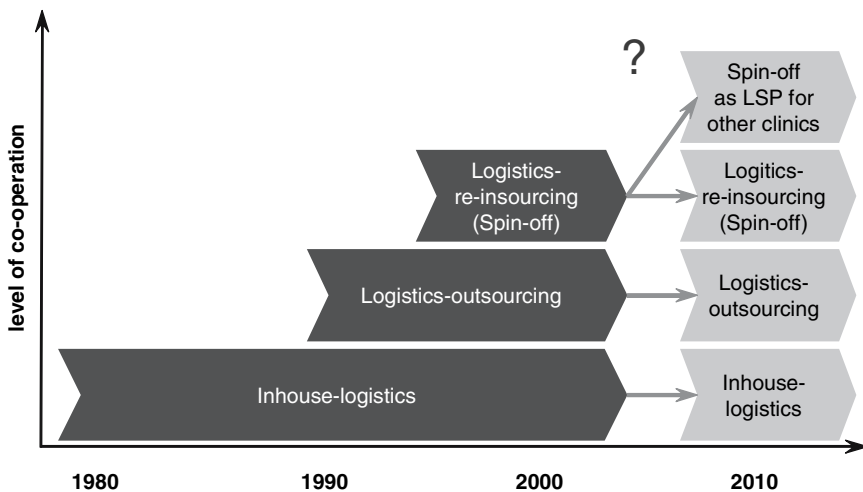 ?
Spin-off
as LSP for
other clinics
Logistics-
re-insourcing
(Spin-off)
Logitics-
re-insourcing
(Spin-off)
Logistics-outsourcing
Logistics-
outsourcing
Inhouse-logistics
Inhouse-
logistics
level of co-operation
1980
1990
2000
2010